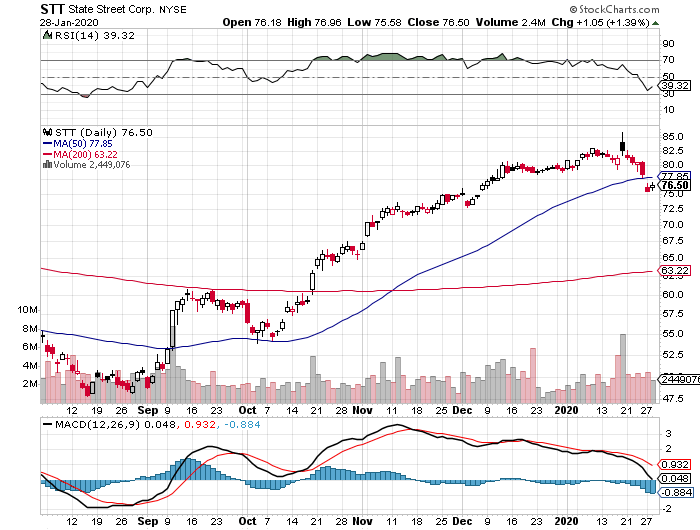 STT State Street Corp. NYSE © StockCharts.com
28-Jan-2020 Open 76.18 High 76.96 Low 75.58 Close 76.50 Volume 2.4M Chg +1.05 (+1.39%)
RSI(14) 39.32
90
70
50
39.32
30
10
STT (Daily) 76.50
MA(50) 77.85
MA(200) 63.22
Volume 2,449,076
85.0
82.5
80.0
77.85
76.50
75.0
72.5
70.0
67.5
65.0
63.22
60.0
10M
57.5
8M
55.0
6M
52.5
4M
2M
2449076
47.5
12 19 26 Sep 9 16 23 Oct 7 14 21 28 Nov 11 18 25 Dec 9 16 23 2020 13 21 27
MACD(12,26,9) 0.048, 0.932, -0.884
3
2
0.932
0.048
-0.884
-2
12 19 26 Sep 9 16 23 Oct 7 14 21 28 Nov 11 18 25 Dec 9 16 23 2020 13 21 27